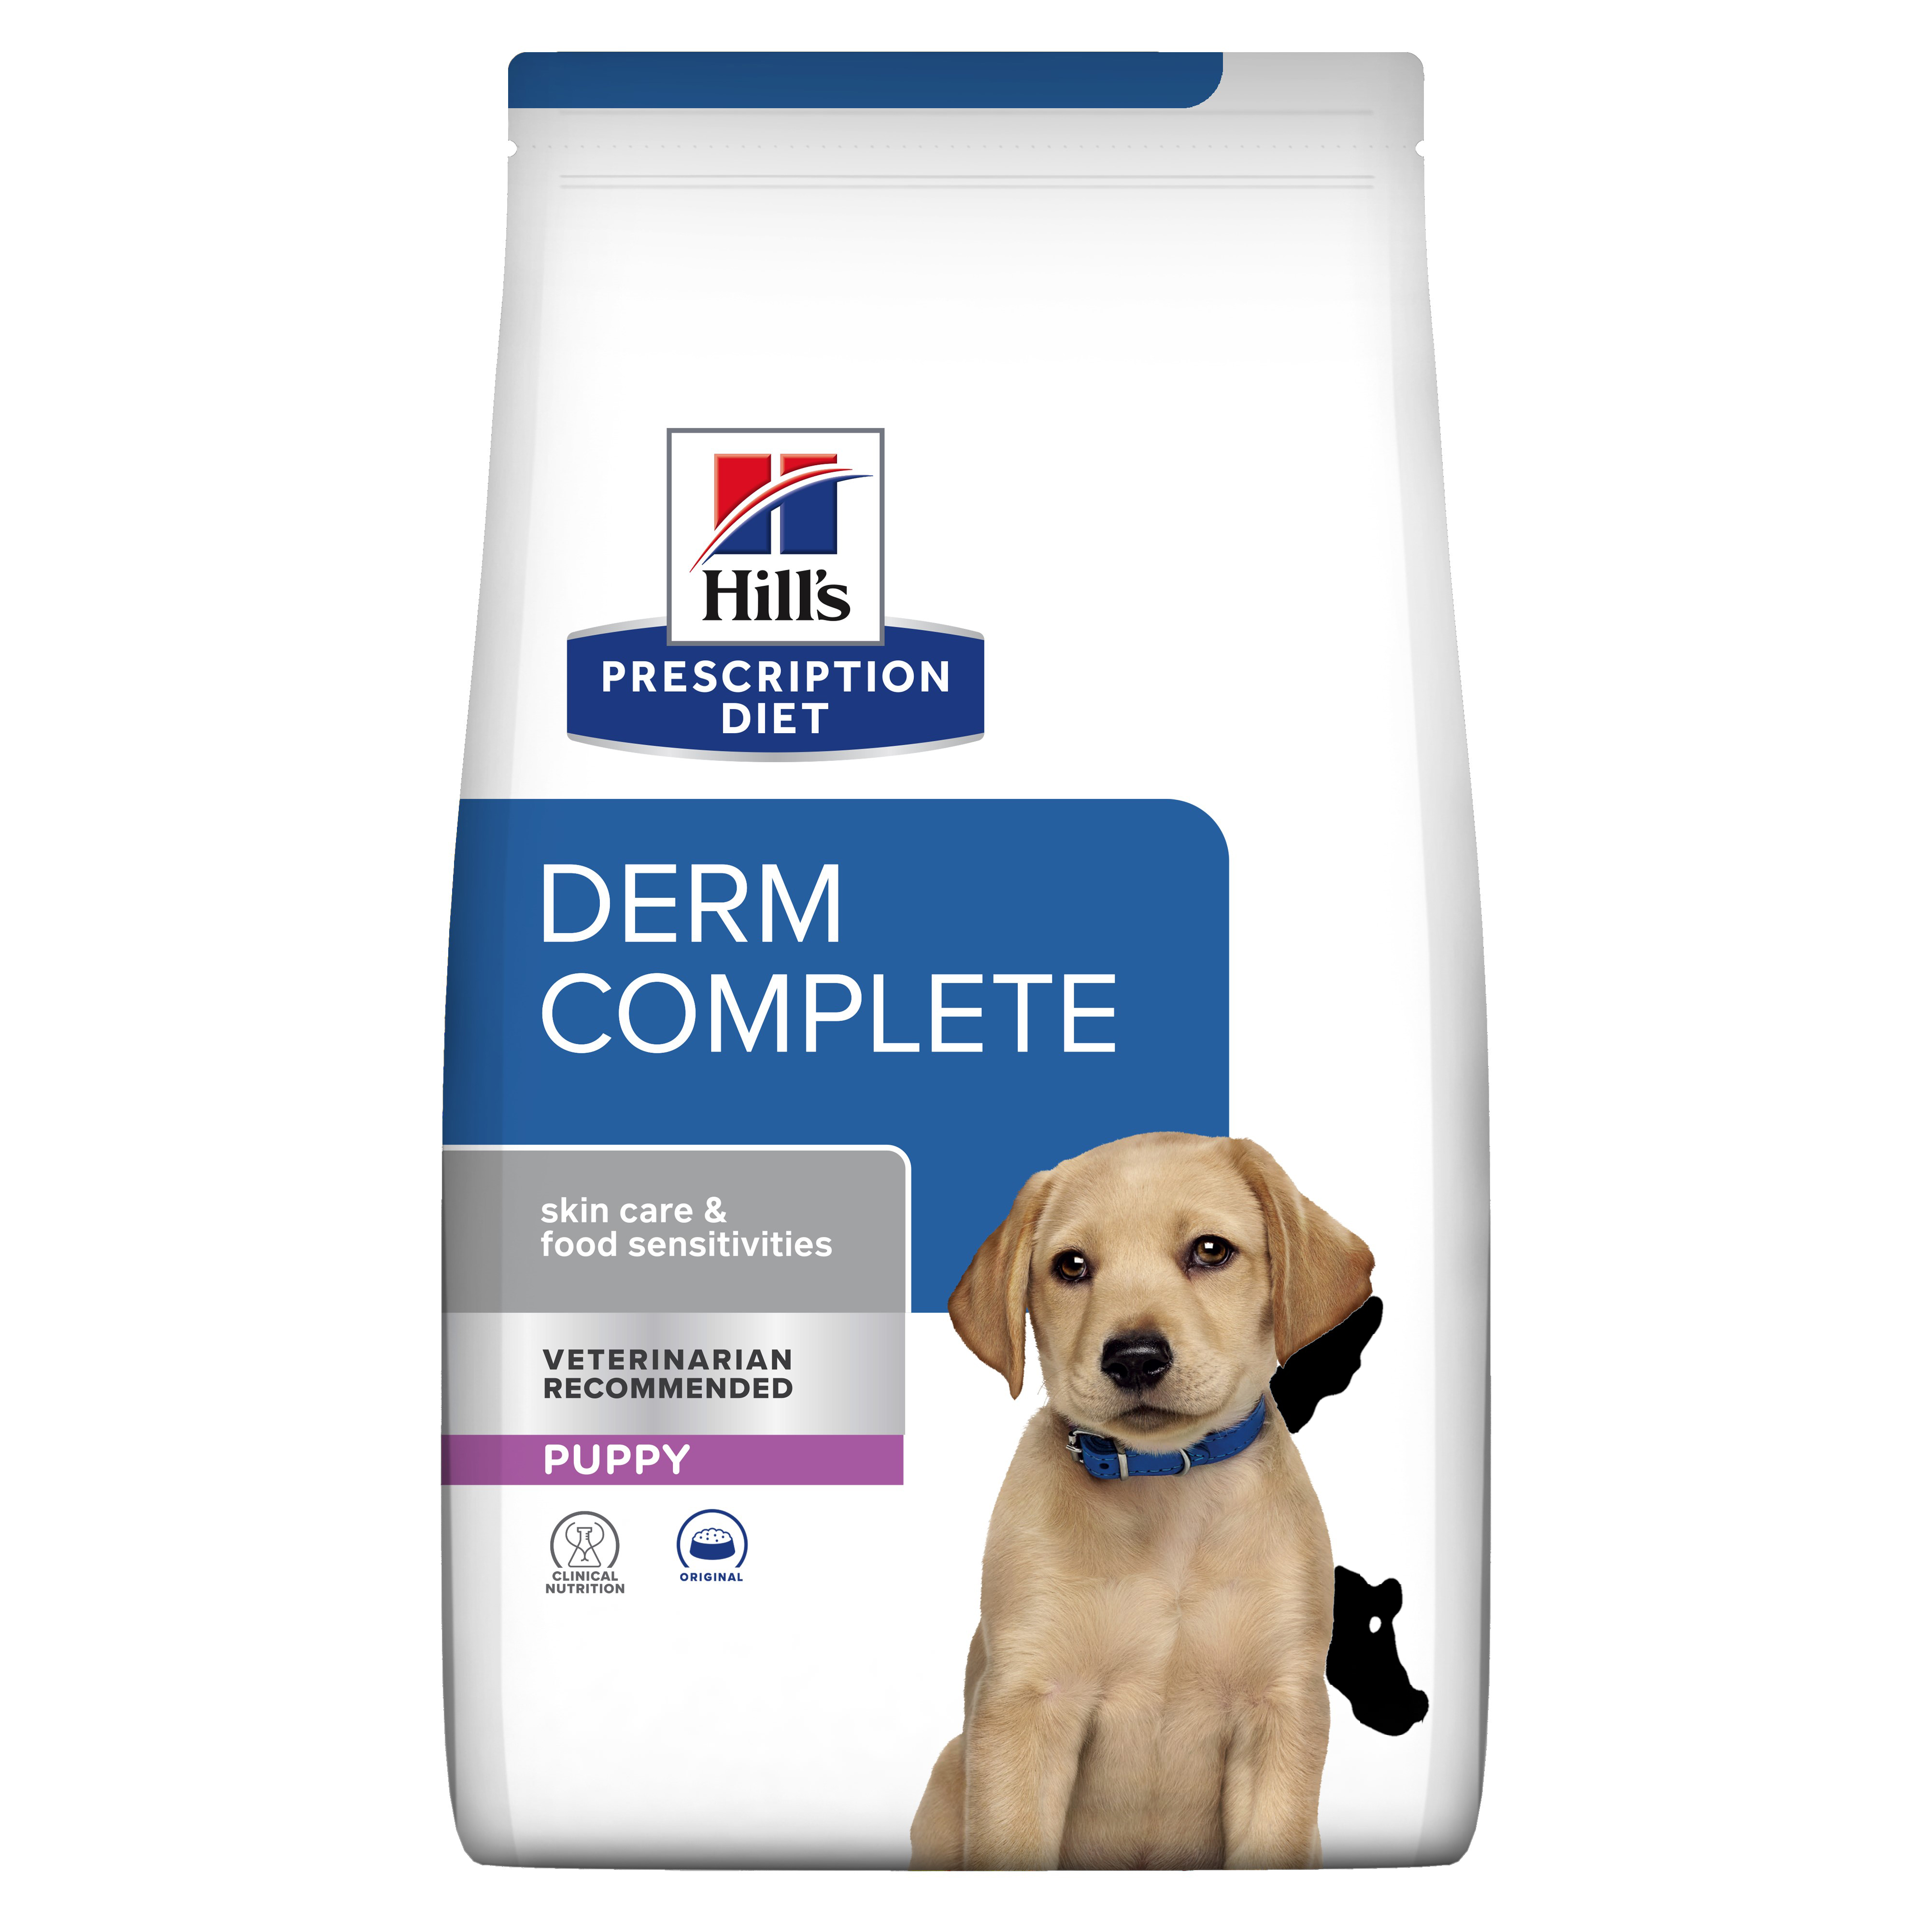 Hill's
PRESCRIPTION
DIET
DERM
COMPLETE
skin care &
food sensitivities
VETERINARIAN
RECOMMENDED
PUPPY
CLINICAL
NUTRITION
ORIGINAL